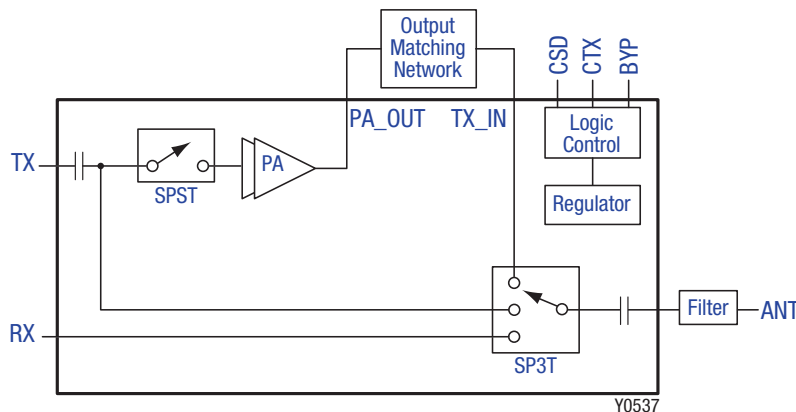 Output
Matching
Network
CSD
CTX
BYP
PA_OUT
TX_IN
Logic
Control
TX
PA
SPST
Regulator
Filter
ANT
RX
SP3T
Y0537